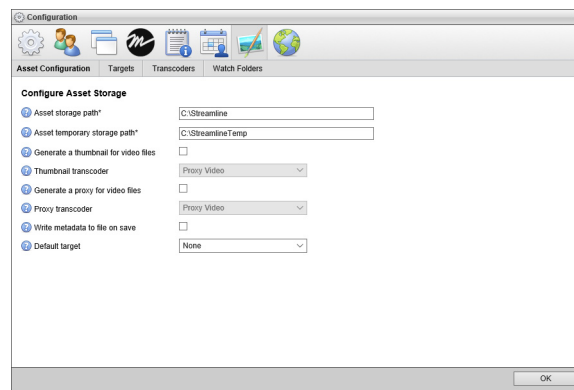 Configuration
Asset Configuration Targets Transcoders Watch Folders
Configure Asset Storage
Asset storage path* C:\Streamline
Asset temporary storage path* C:\StreamlineTemp
Generate a thumbnail for video files
Thumbnail transcoder Proxy Video
Generate a proxy for video files
Proxy transcoder Proxy Video
Write metadata to file on save
Default target None
OK